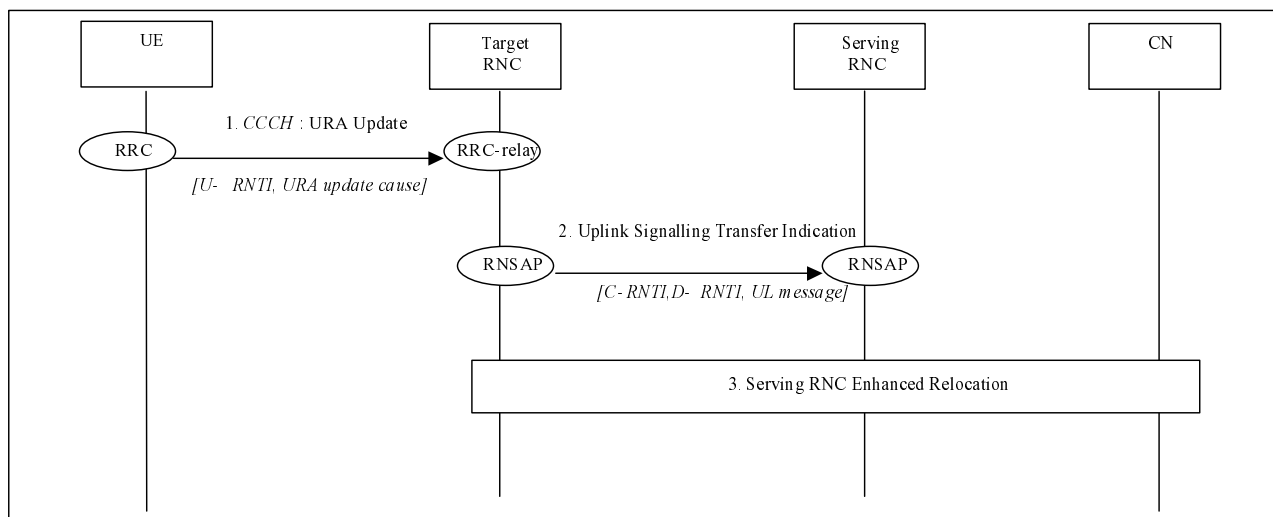 UE
Target
RNC
Serving
RNC
CN
1. CCCH : URA Update
RRC
RRC-relay
[U- RNTI, URA update cause]
2. Uplink Signalling Transfer Indication
RNSAP
RNSAP
[C-RNTI,D- RNTI, UL message]
3. Serving RNC Enhanced Relocation